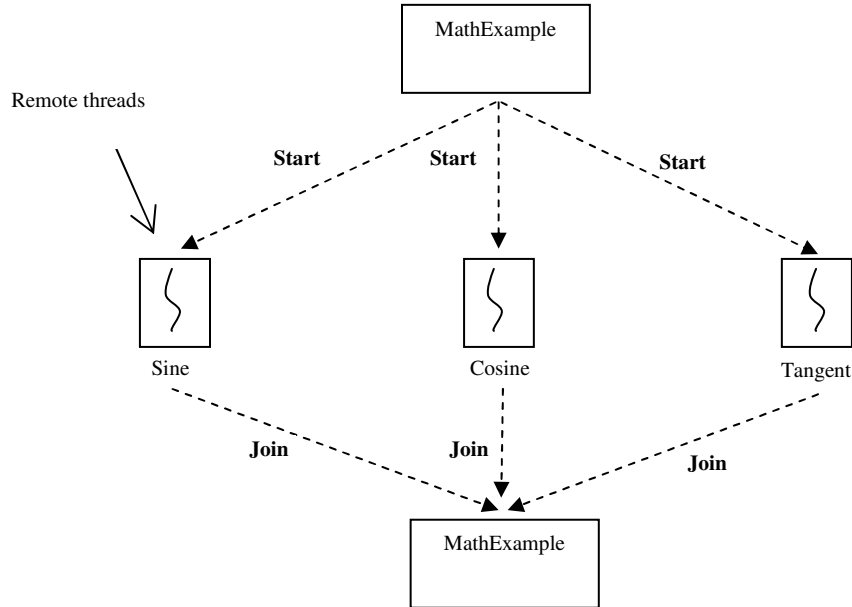 MathExample
Remote threads
Start
Start
Start
Sine
Cosine
Tangent
Join
Join
Join
MathExample